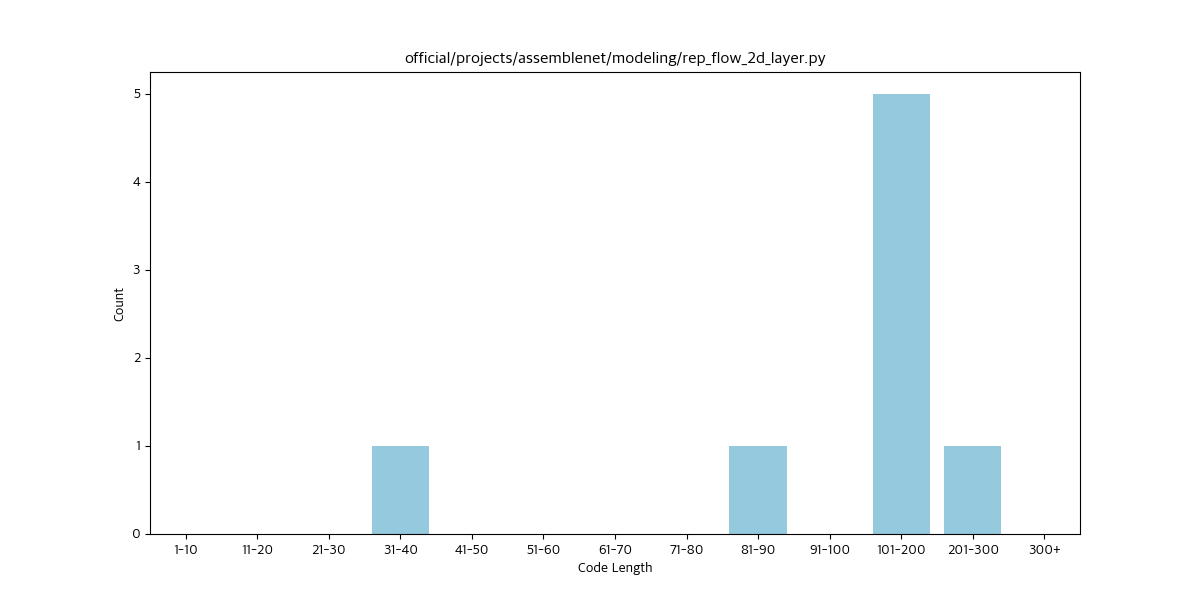 official/projects/assemblenet/modeling/rep_flow_2d_layer.py
5
4
3
2
1
0
Count
1-10 11-20 21-30 31-40 41-50 51-60 61-70 71-80 81-90 91-100 101-200 201-300 300+
Code Length